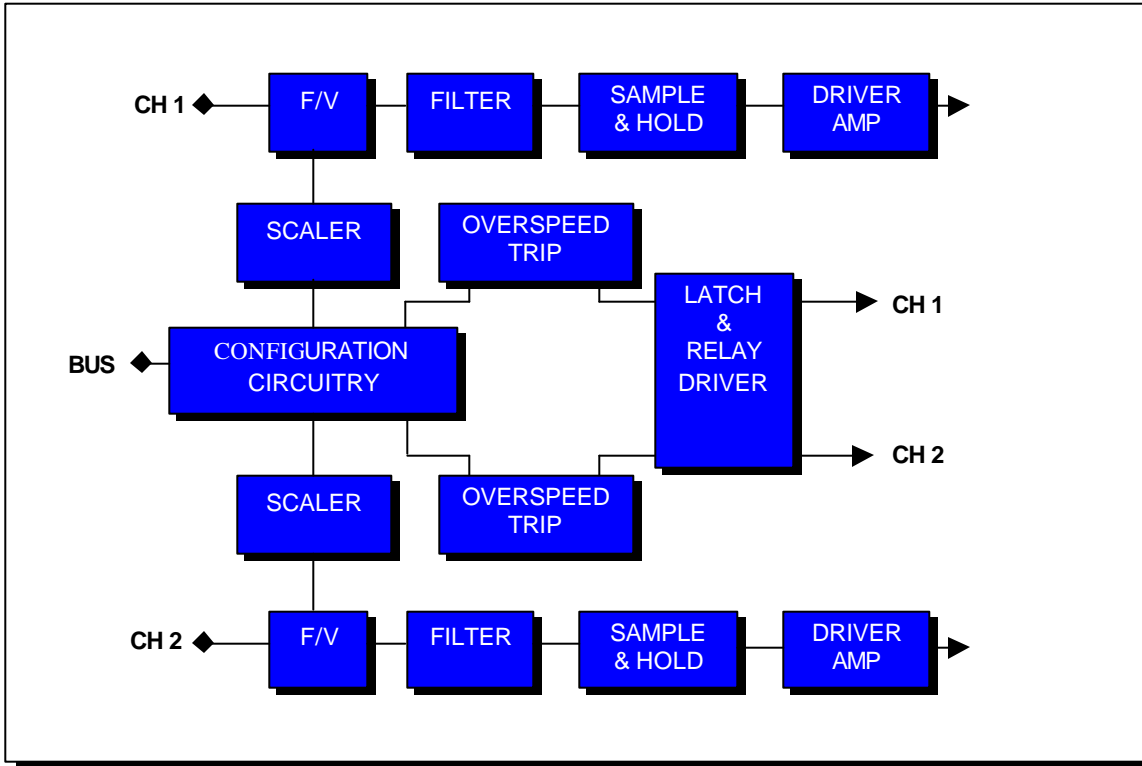 CH 1
F/V
FILTER
SAMPLE
& HOLD
DRIVER
AMP
SCALER
OVERSPEED
TRIP
LATCH
&
RELAY
DRIVER
CH 1
BUS
CONFIGURATION
CIRCUITRY
CH 2
SCALER
OVERSPEED
TRIP
CH 2
F/V
FILTER
SAMPLE
& HOLD
DRIVER
AMP